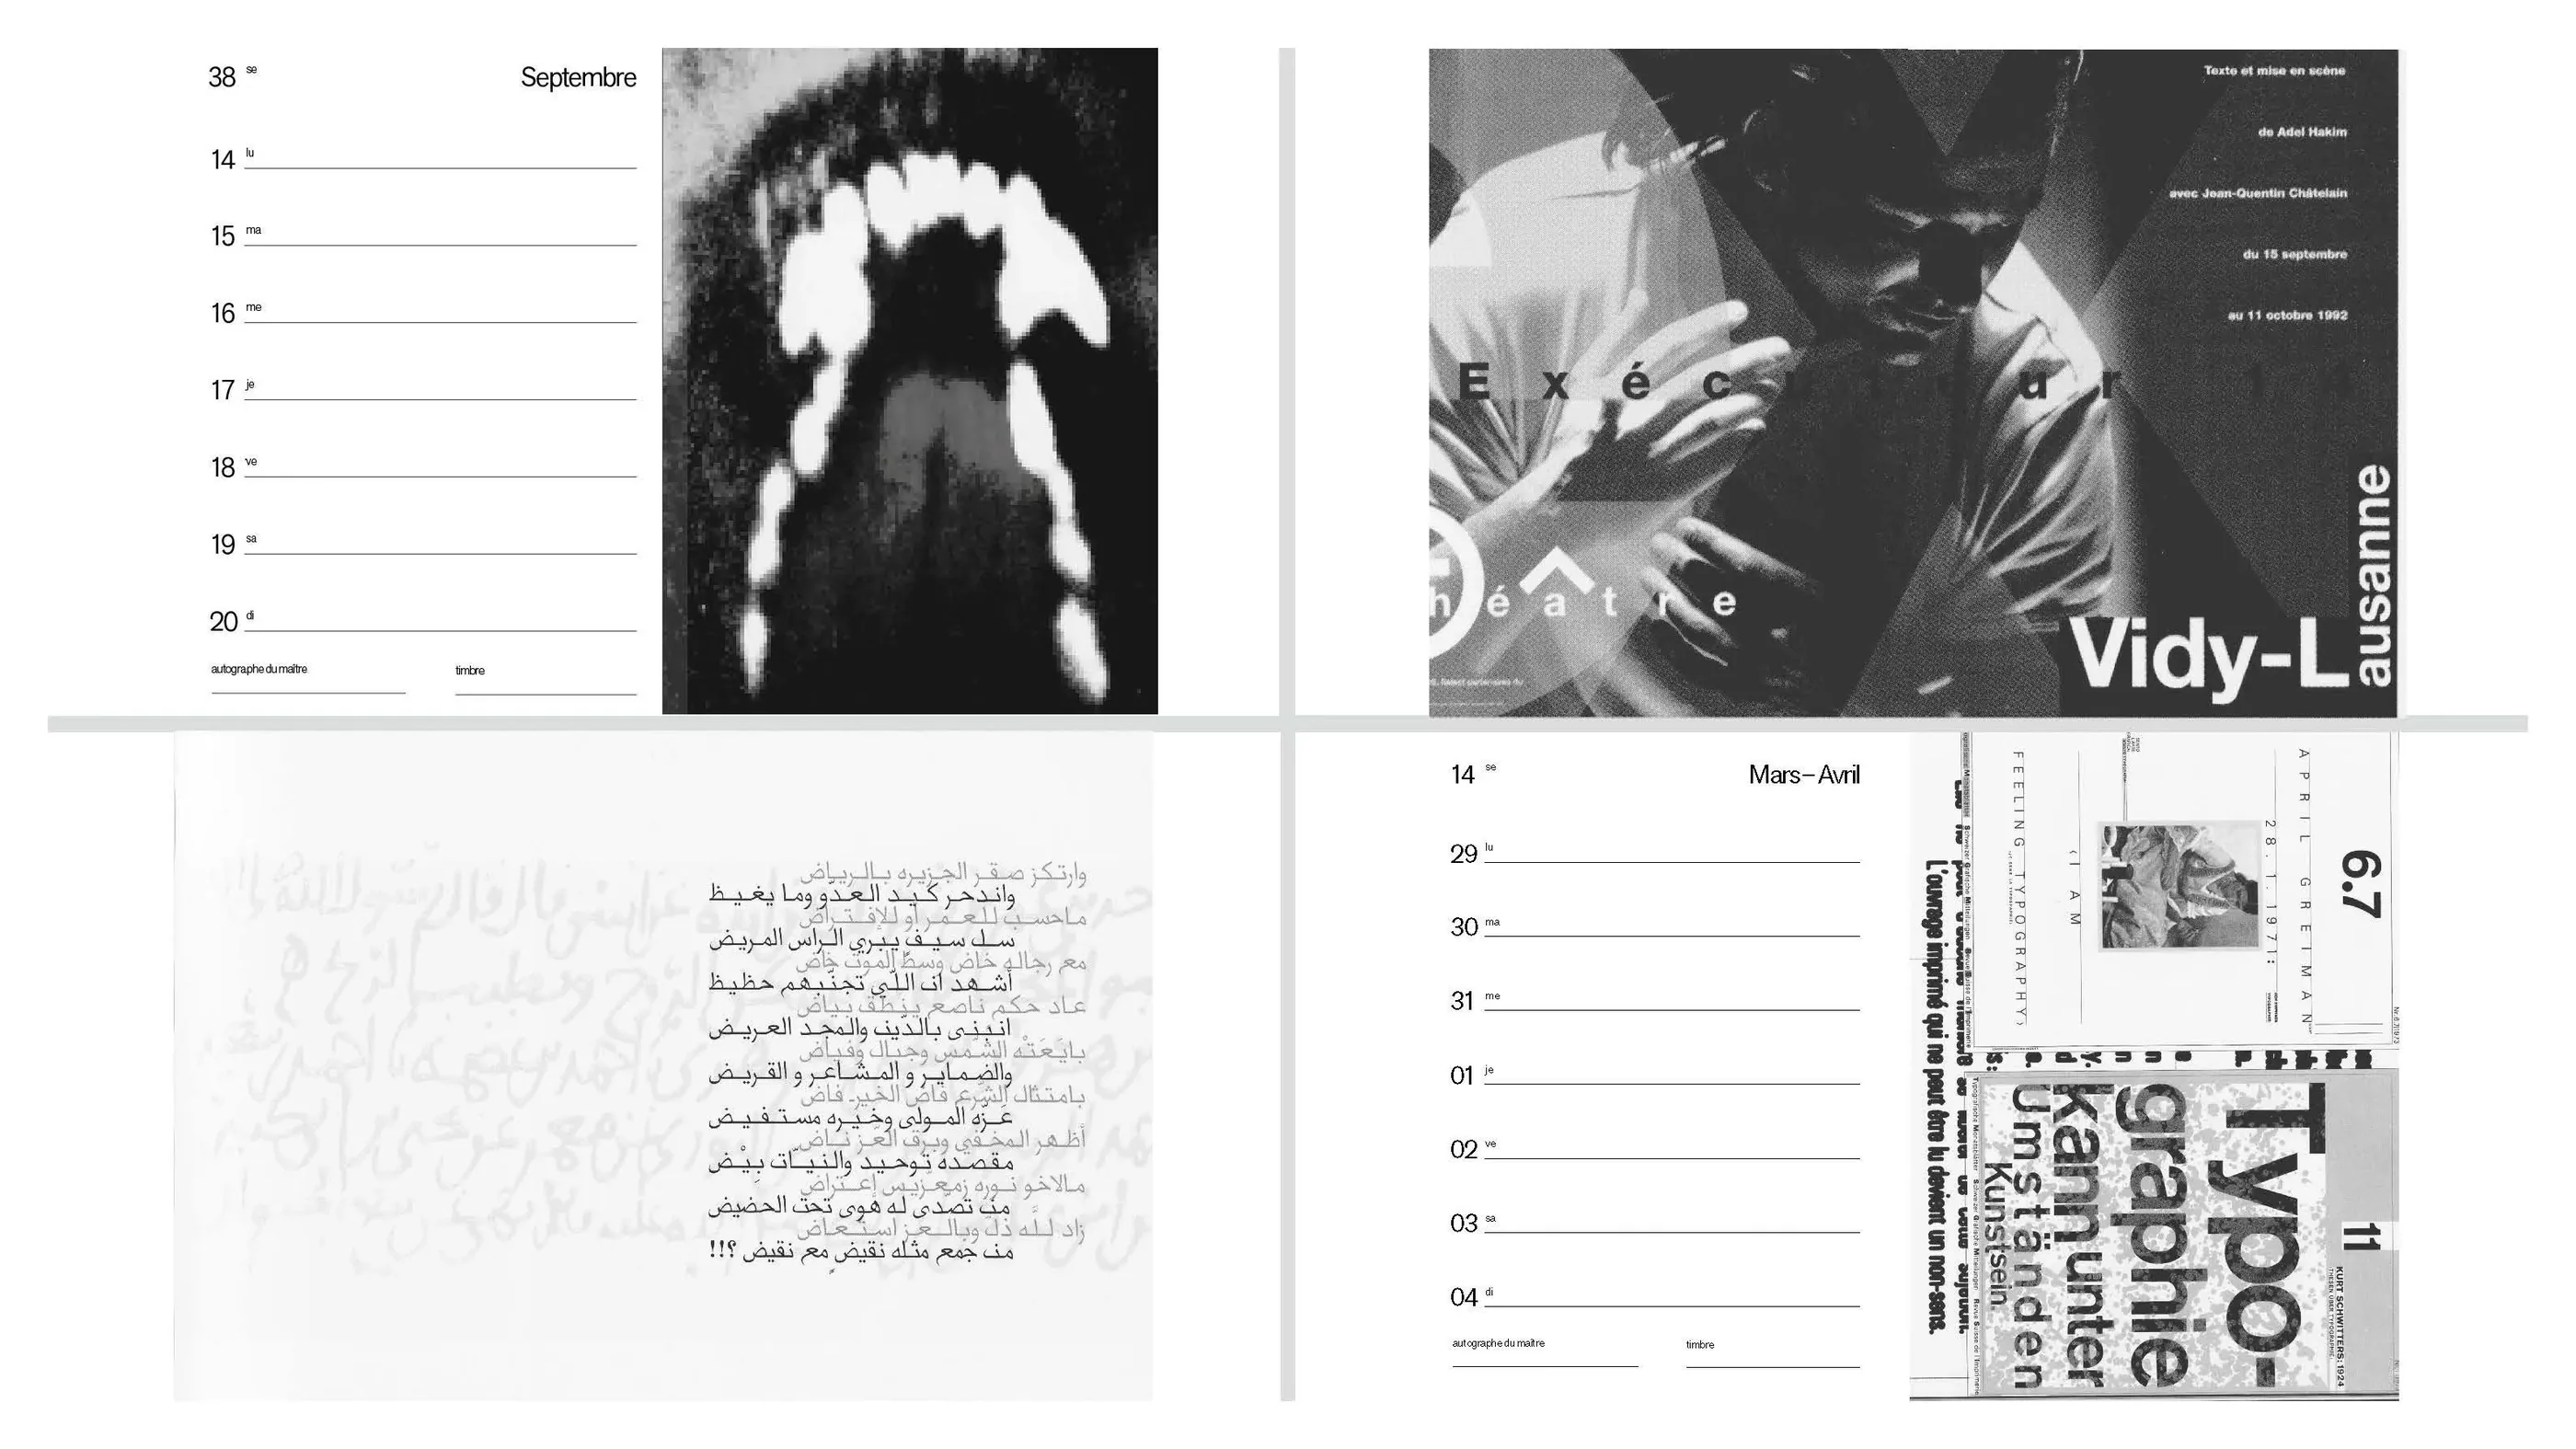 38 se Septembre
14 lu
15 ma
16 me
17 je
18 ve
19 sa
20 di
autographe du maître timbre
Texte et mise en scène
de Adel Hakim
avec Jean-Quentin Châtelain
du 15 septembre
au 11 octobre 1992
Exécuteur 1
héatre
Vidy-Lausanne
وارتكز صقر الجزيره بالرياض
واندحر كيد العدو وما يغيظ
ماحسب للعمر أو للإفتراض
سل سيف يبري الراس المريض
مع رجاله خاض وسط الموت خاض
أشهد ان اللي تجنبهم حظيظ
عاد حكم ناصع ينطق بياض
انبنى بالدين والمجد العريض
بايَعَتْه الشمس وجبال وفياض
والضماير و المشاعر و القريض
بامتثال الشرع فاض الخير فاض
عزه المولى وخيره مستفيض
أظهر المخفي وبرق العز ناض
مقصده توحيد والنيات بيْض
مالاخو نوره زمعزيس إعتراض
من تصدى له هوى تحت الحضيض
زاد لله ذل وبالعز استعاض
من جمع مثله نقيضٍ مع نقيض ؟!!
14 se Mars–Avril
29 lu
30 ma
31 me
01 je
02 ve
03 sa
04 di
autographe du maître timbre
6.7
APRIL GREIMAN
28.1.1971:
‹I AM
FEELING TYPOGRAPHY›
L'ouvrage imprimé qui ne peut être lu devient un non-sens.
11
KURT SCHWITTERS: 1924
THESEN ÜBER TYPOGRAPHIE:
Typo-
graphie
kann unter
Umständen
Kunst sein.